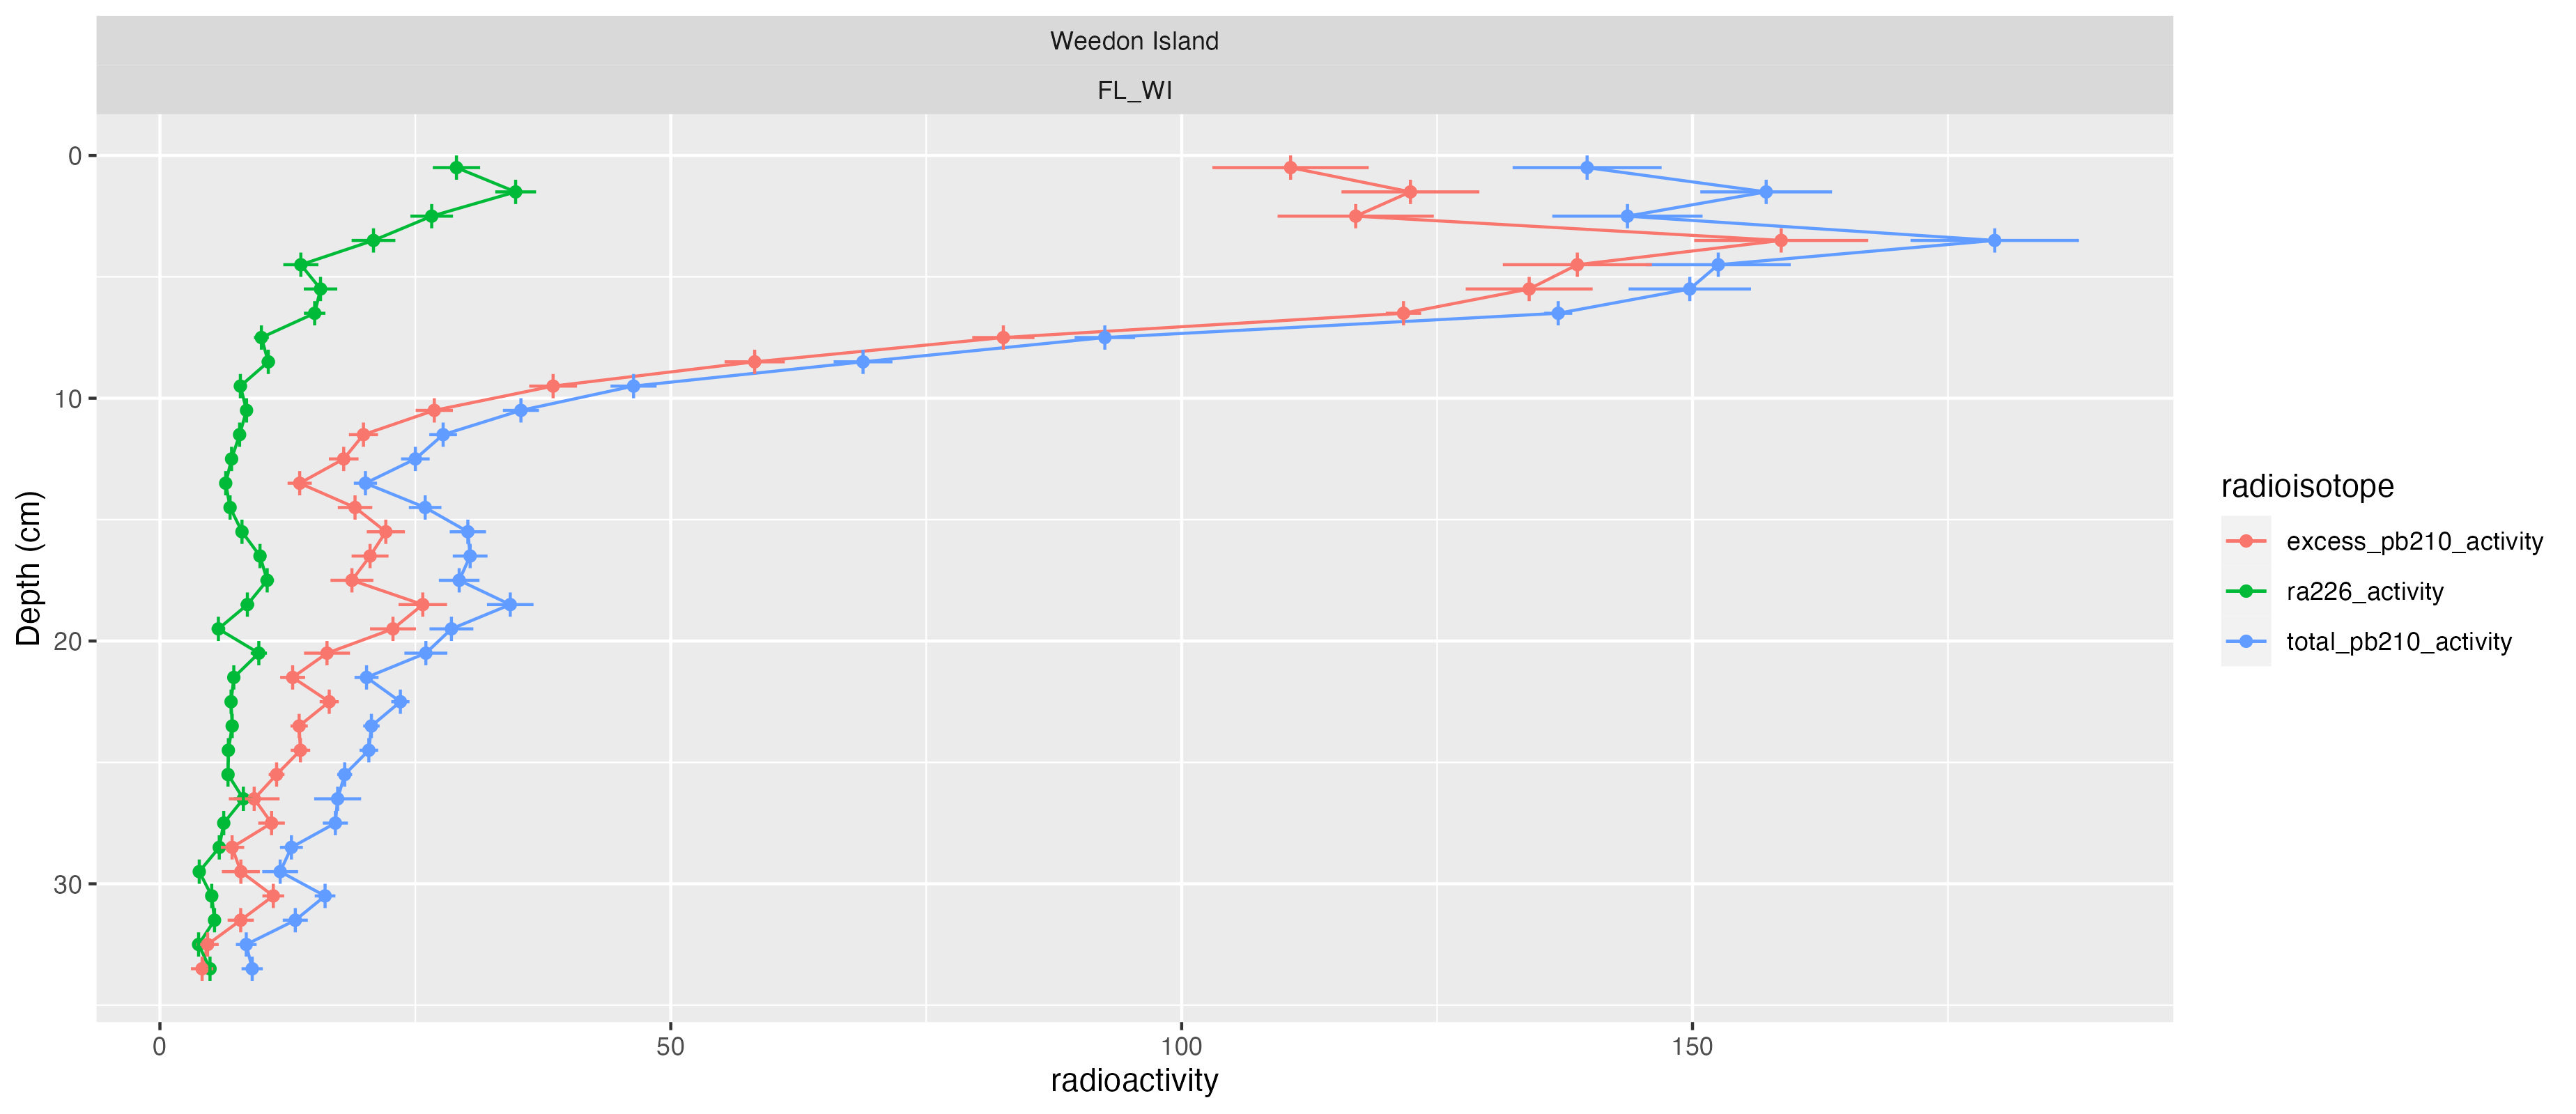 Weedon Island
FL_WI
0
10
20
30
Depth (cm)
0 50 100 150
radioactivity
radioisotope
excess_pb210_activity
ra226_activity
total_pb210_activity